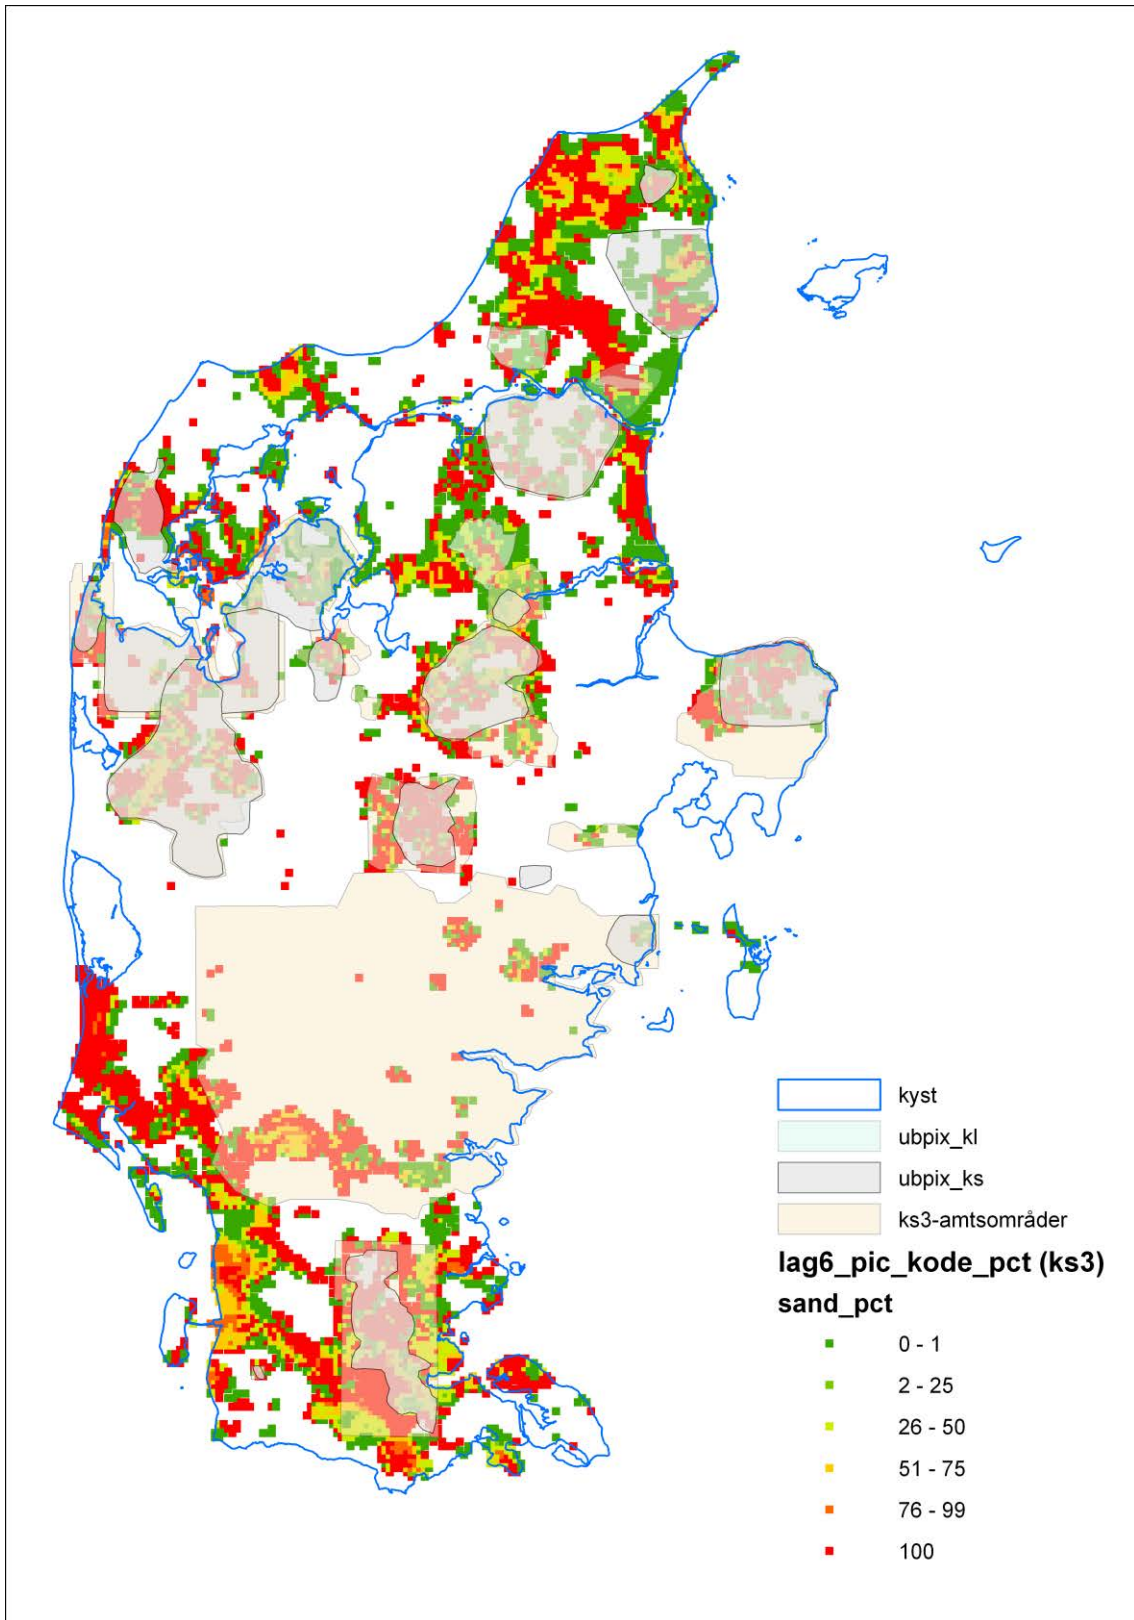 kyst
ubpix_kl
ubpix_ks
ks3-amtsområder
lag6_pic_kode_pct (ks3)
sand_pct
0 - 1
2 - 25
26 - 50
51 - 75
76 - 99
100